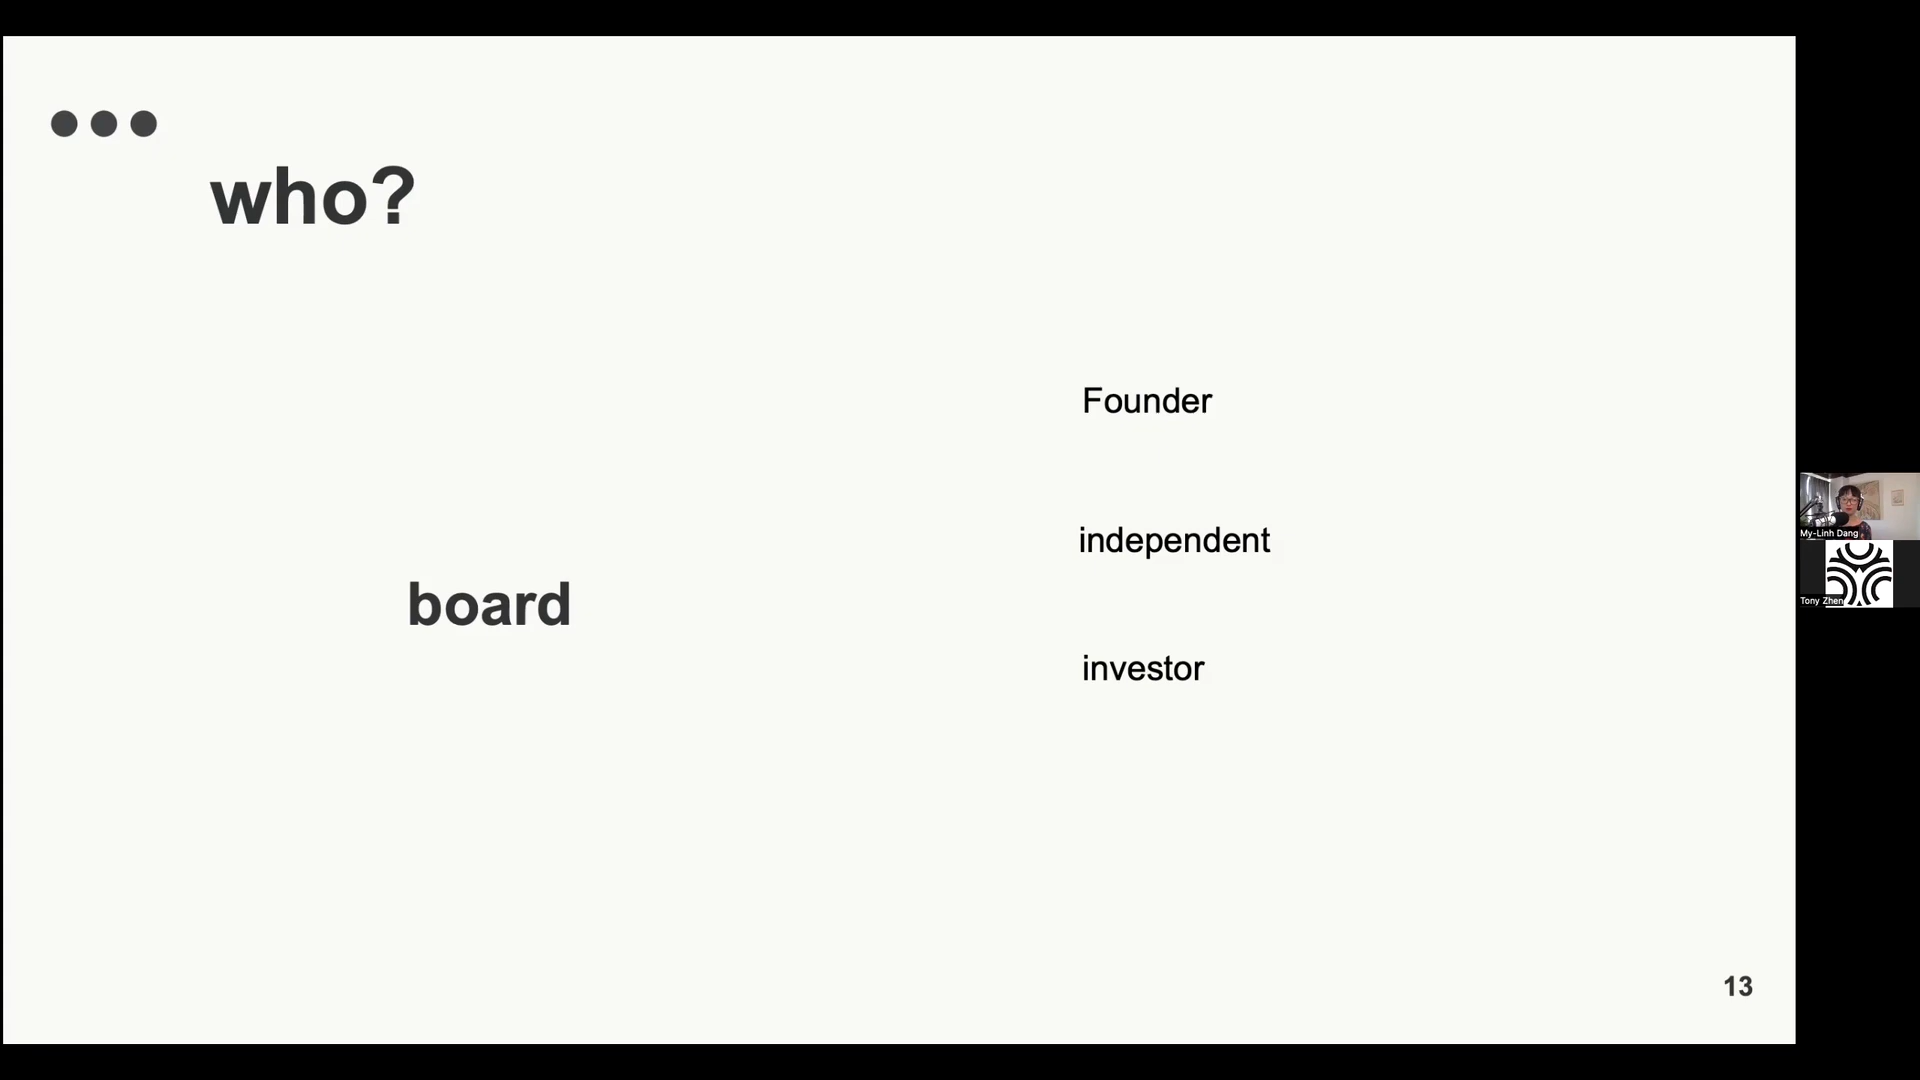 who?
board
Founder
independent
investor
13
My-Linh Dang
Tony Zhen